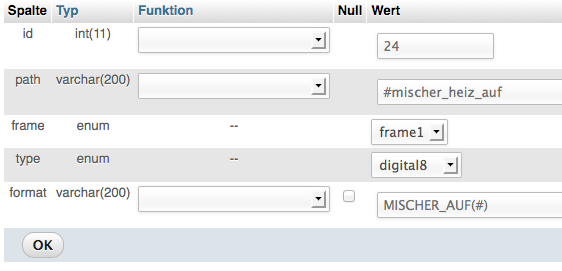 Spalte Typ Funktion Null Wert
id int(11) 24
path varchar(200) #mischer_heiz_auf
frame enum -- frame1
type enum -- digital8
format varchar(200) MISCHER_AUF(#)
OK